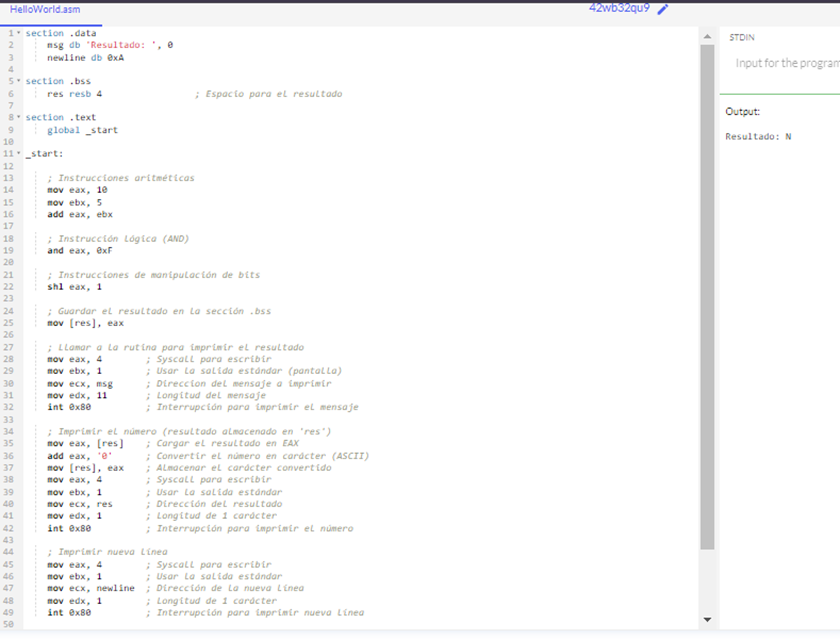 HelloWorld.asm
42wb32qu9
1 section .data
2 msg db 'Resultado: ', 0
3 newline db 0xA
4
5 section .bss
6 res resb 4 ; Espacio para el resultado
7
8 section .text
9 global _start
10
11 _start:
12
13 ; Instrucciones aritméticas
14 mov eax, 10
15 mov ebx, 5
16 add eax, ebx
17
18 ; Instrucción lógica (AND)
19 and eax, 0xF
20
21 ; Instrucciones de manipulación de bits
22 shl eax, 1
23
24 ; Guardar el resultado en la sección .bss
25 mov [res], eax
26
27 ; Llamar a la rutina para imprimir el resultado
28 mov eax, 4 ; Syscall para escribir
29 mov ebx, 1 ; Usar la salida estándar (pantalla)
30 mov ecx, msg ; Direccion del mensaje a imprimir
31 mov edx, 11 ; Longitud del mensaje
32 int 0x80 ; Interrupción para imprimir el mensaje
33
34 ; Imprimir el número (resultado almacenado en 'res')
35 mov eax, [res] ; Cargar el resultado en EAX
36 add eax, '0' ; Convertir el número en carácter (ASCII)
37 mov [res], eax ; Almacenar el carácter convertido
38 mov eax, 4 ; Syscall para escribir
39 mov ebx, 1 ; Usar la salida estándar
40 mov ecx, res ; Dirección del resultado
41 mov edx, 1 ; Longitud de 1 carácter
42 int 0x80 ; Interrupción para imprimir el número
43
44 ; Imprimir nueva línea
45 mov eax, 4 ; Syscall para escribir
46 mov ebx, 1 ; Usar la salida estándar
47 mov ecx, newline ; Dirección de la nueva línea
48 mov edx, 1 ; Longitud de 1 carácter
49 int 0x80 ; Interrupción para imprimir nueva línea
50
STDIN
Input for the program
Output:
Resultado: N